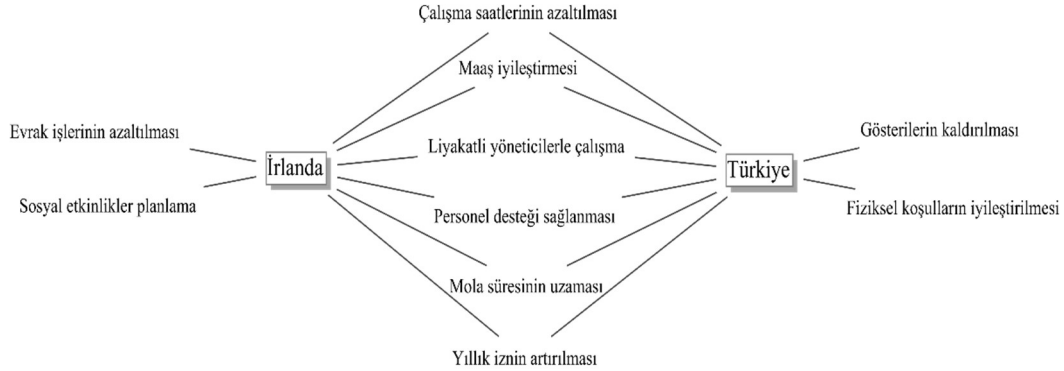 Çalışma saatlerinin azaltılması
Maaş iyileştirmesi
Evrak işlerinin azaltılması
Gösterilerin kaldırılması
Liyakatli yöneticilerle çalışma
İrlanda
Türkiye
Sosyal etkinlikler planlama
Personel desteği sağlanması
Fiziksel koşulların iyileştirilmesi
Mola süresinin uzaması
Yıllık iznin artırılması